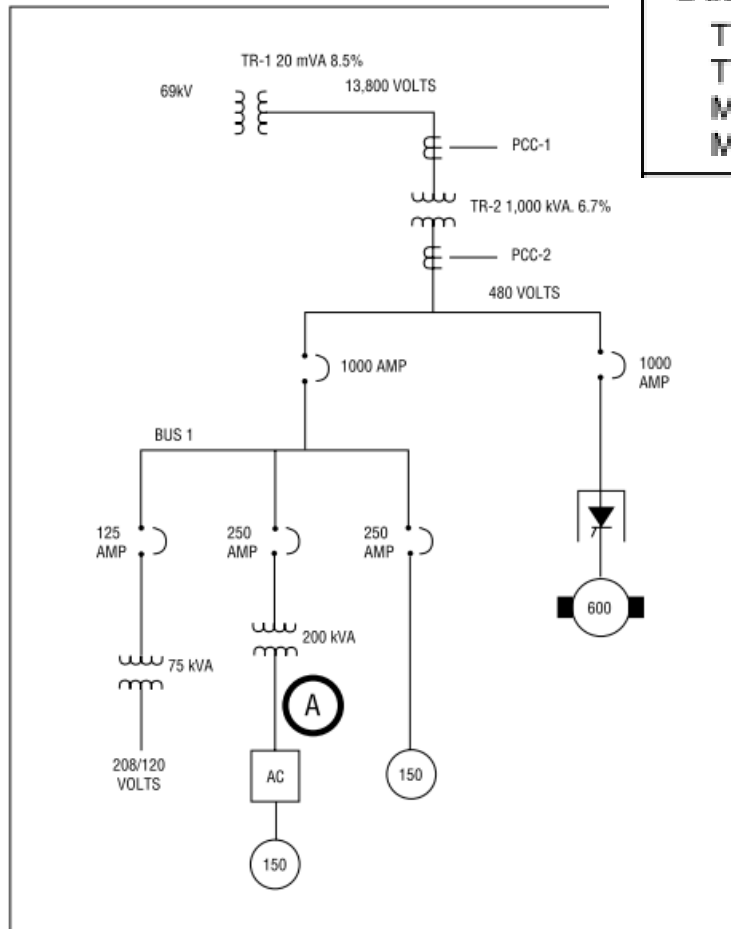 TR-1 20 mVA 8.5%
69kV
13,800 VOLTS
PCC-1
TR-2 1,000 kVA. 6.7%
PCC-2
480 VOLTS
1000 AMP
1000
AMP
BUS 1
125
AMP
250
AMP
250
AMP
600
200 kVA
75 kVA
A
208/120
VOLTS
AC
150
150
T
T
M
M